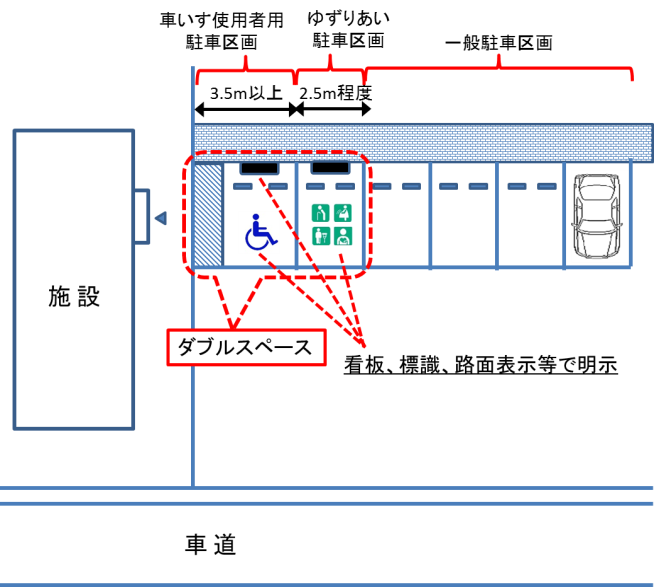 車いす使用者用
駐車区画
ゆずりあい
駐車区画
一般駐車区画
3.5m以上
2.5m程度
施設
ダブルスペース
看板、標識、路面表示等で明示
車道